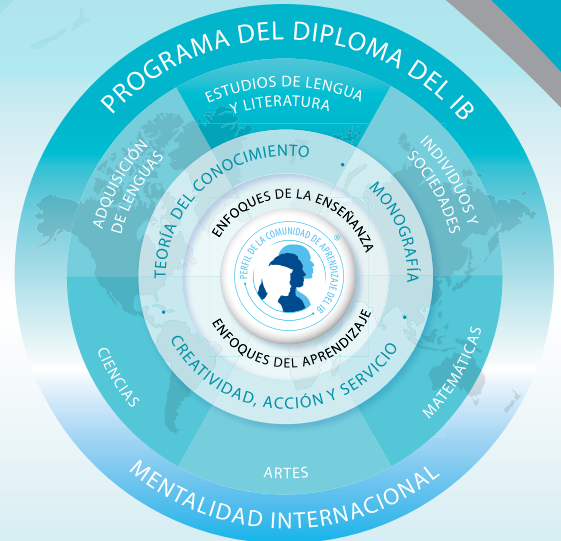 PROGRAMA DEL DIPLOMA DEL IB
ESTUDIOS DE LENGUA
Y LITERATURA
ADQUISICIÓN
DE LENGUAS
INDIVIDUOS Y
SOCIEDADES
TEORÍA DEL CONOCIMIENTO
·
MONOGRAFÍA
·
ENFOQUES DE LA ENSEÑANZA
• PERFIL DE LA COMUNIDAD DE APRENDIZAJE DEL IB •
®
ENFOQUES DEL APRENDIZAJE
·
CREATIVIDAD, ACCIÓN Y SERVICIO
CIENCIAS
MATEMÁTICAS
ARTES
MENTALIDAD INTERNACIONAL